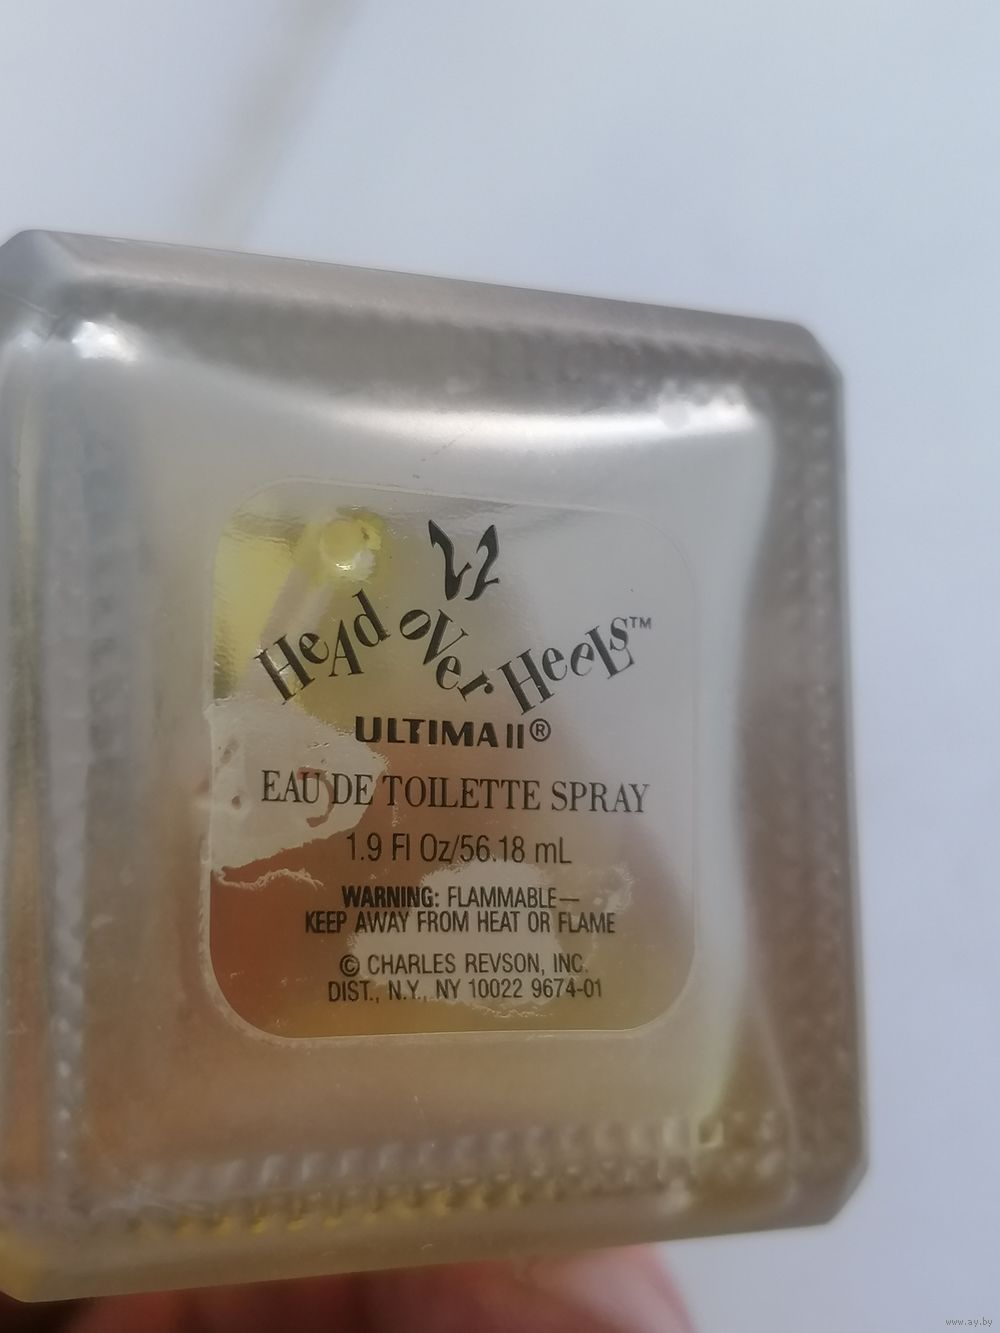 HeAd oVer HeeLs™
ULTIMA II®
EAU DE TOILETTE SPRAY
1.9 Fl Oz/56.18 mL
WARNING: FLAMMABLE—
KEEP AWAY FROM HEAT OR FLAME
© CHARLES REVSON, INC.
DIST., N.Y., NY 10022 9674-01
www.ay.by